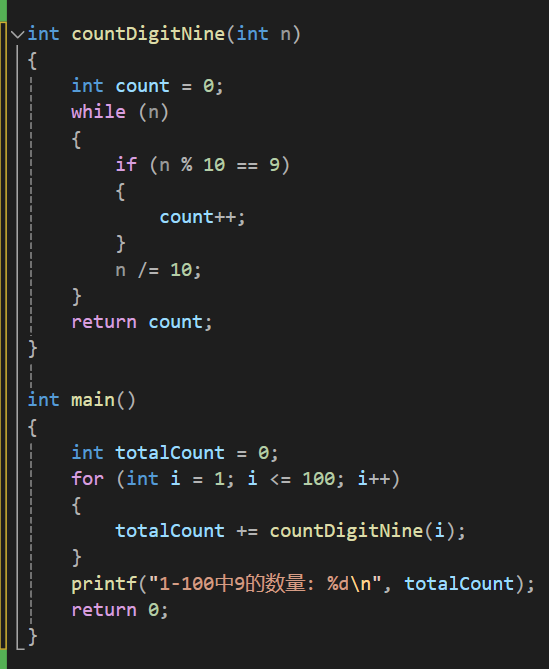 int countDigitNine(int n)
{
    int count = 0;
    while (n)
    {
        if (n % 10 == 9)
        {
            count++;
        }
        n /= 10;
    }
    return count;
}
int main()
{
    int totalCount = 0;
    for (int i = 1; i <= 100; i++)
    {
        totalCount += countDigitNine(i);
    }
    printf("1-100中9的数量: %d\n", totalCount);
    return 0;
}